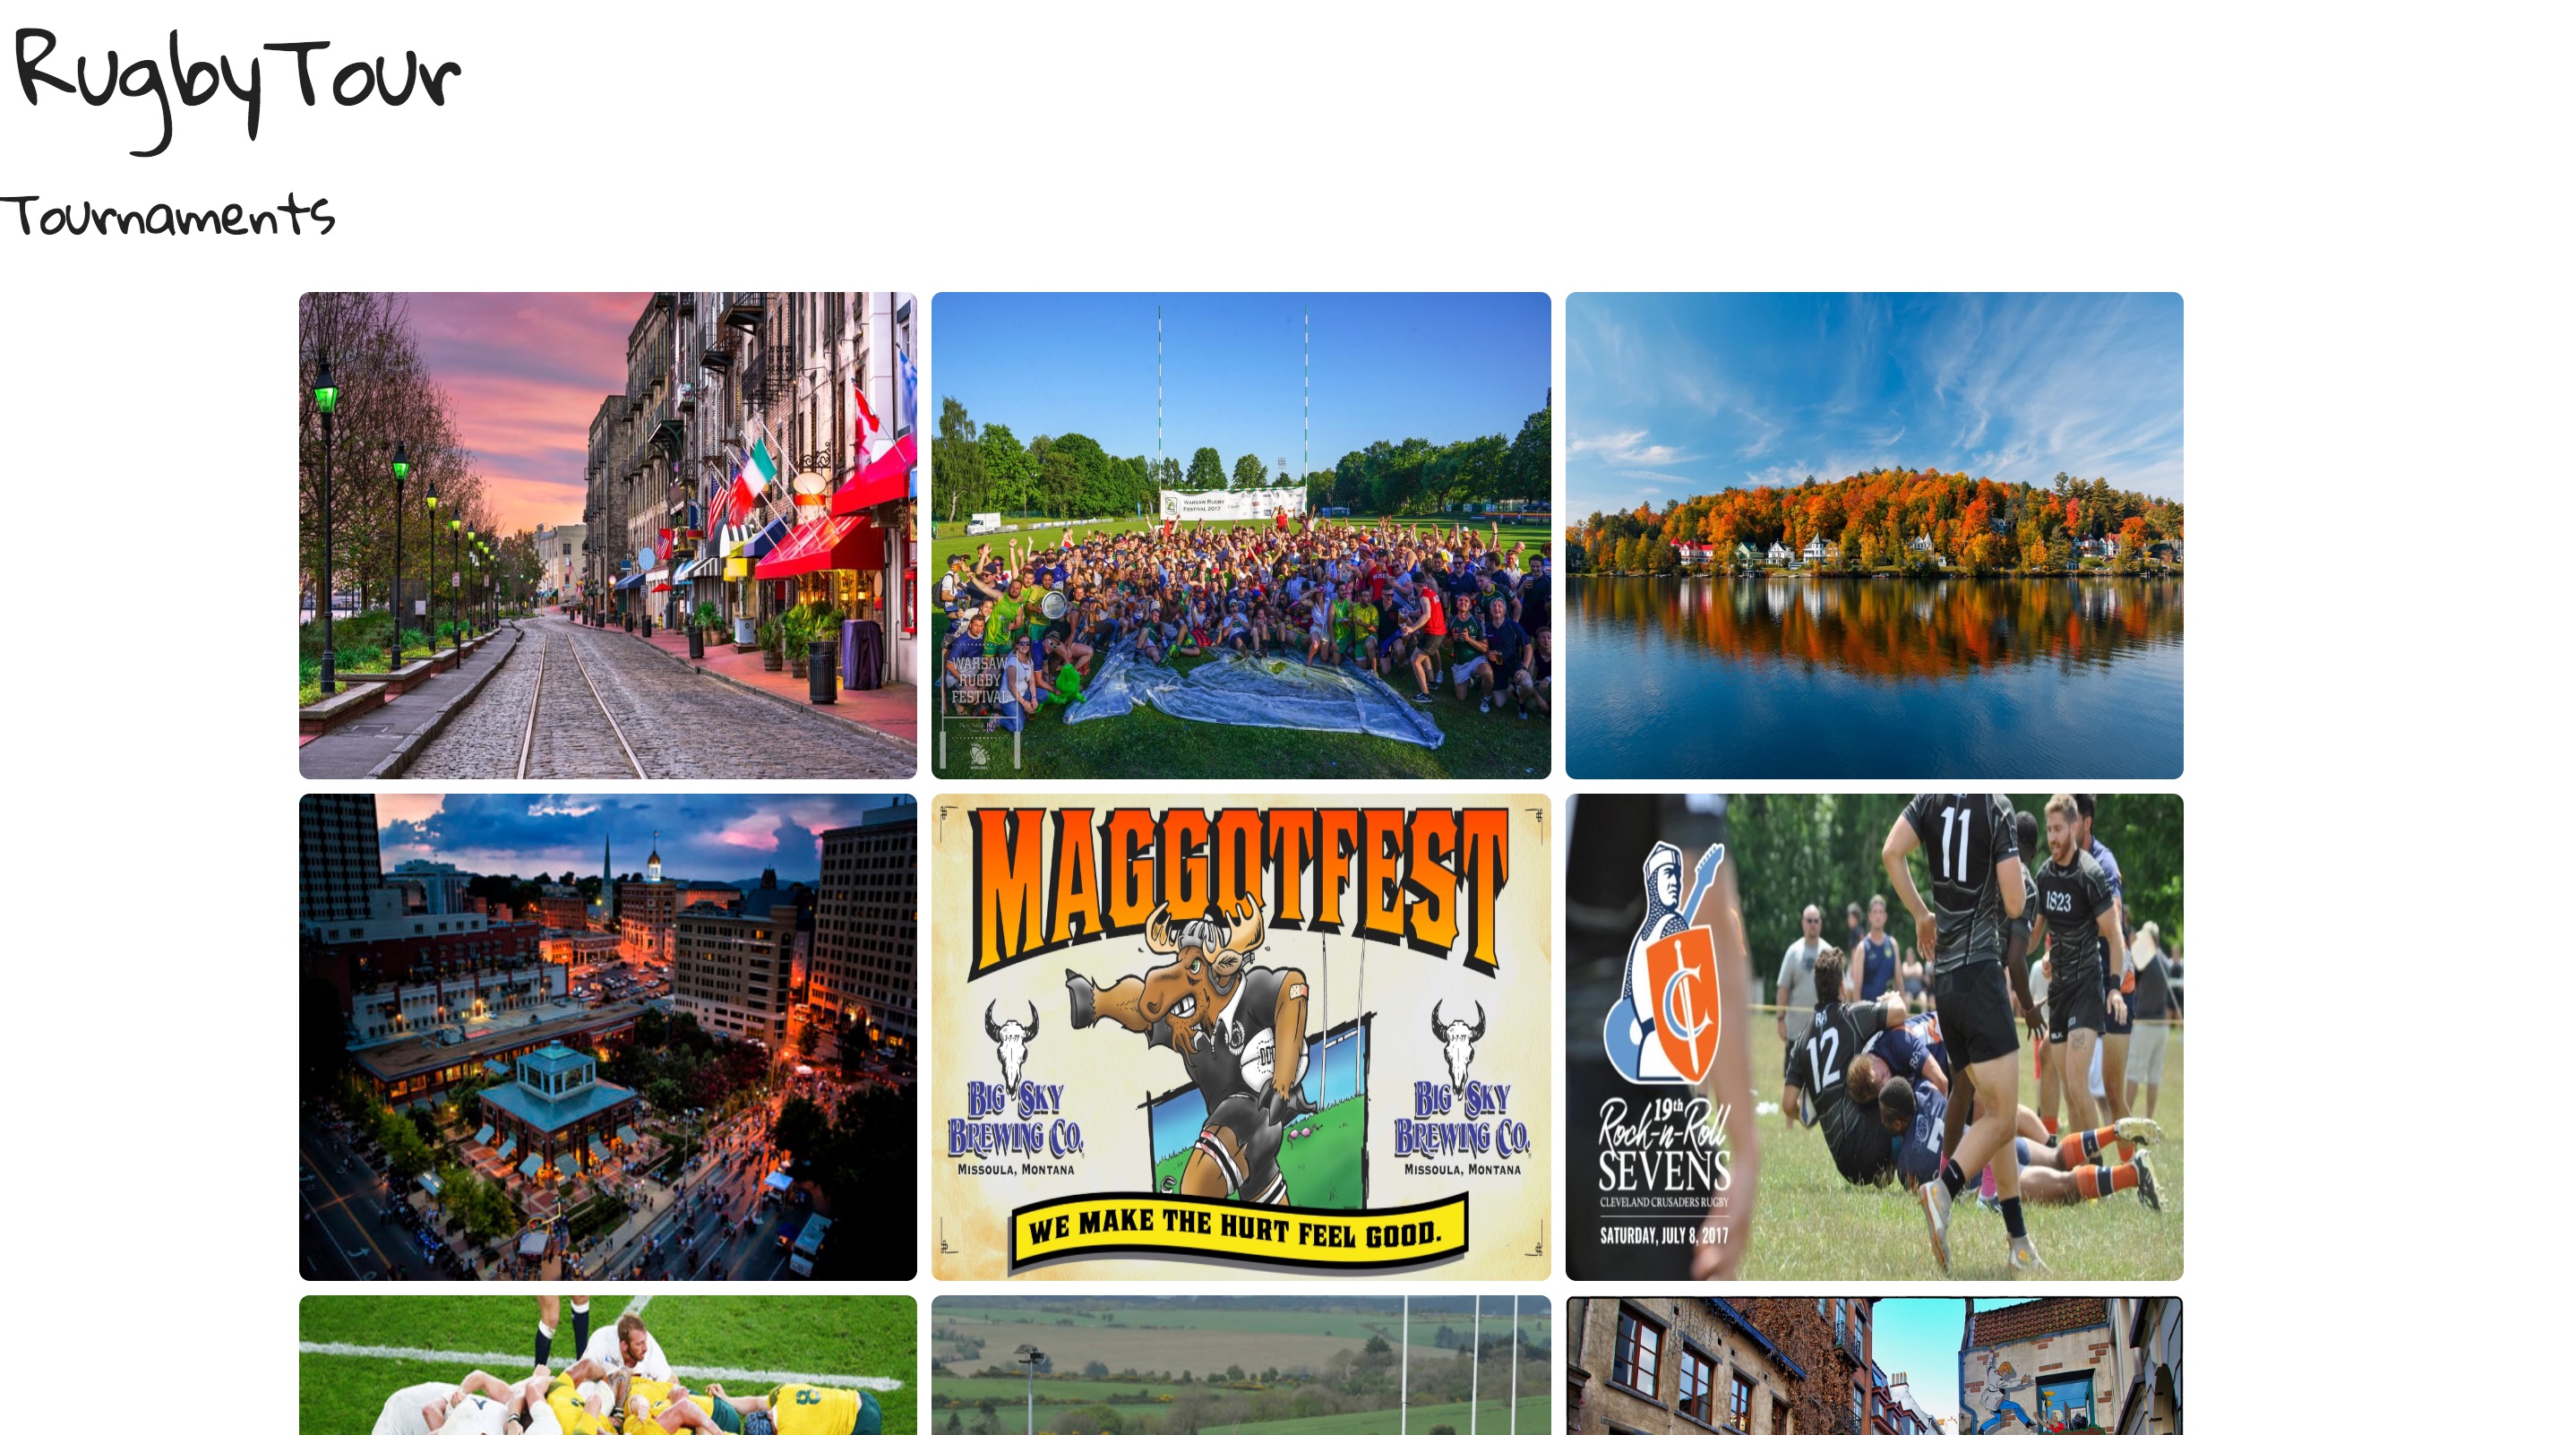 RugbyTour
Tournaments
WARSAW RUGBY
FESTIVAL 2017
WARSAW
RUGBY
FESTIVAL
MAGGOTFEST
BIG SKY
BREWING CO.
MISSOULA, MONTANA
BIG SKY
BREWING CO.
MISSOULA, MONTANA
WE MAKE THE HURT FEEL GOOD.
11
1823
12
19th
Rock-n-Roll
SEVENS
CLEVELAND CRUSADERS RUGBY
SATURDAY, JULY 8, 2017
8